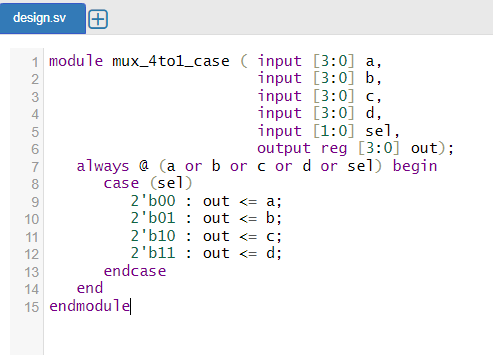 design.sv
1 module mux_4to1_case ( input [3:0] a,
2                        input [3:0] b,
3                        input [3:0] c,
4                        input [3:0] d,
5                        input [1:0] sel,
6                        output reg [3:0] out);
7    always @ (a or b or c or d or sel) begin
8       case (sel)
9          2'b00 : out <= a;
10          2'b01 : out <= b;
11          2'b10 : out <= c;
12          2'b11 : out <= d;
13       endcase
14    end
15 endmodule